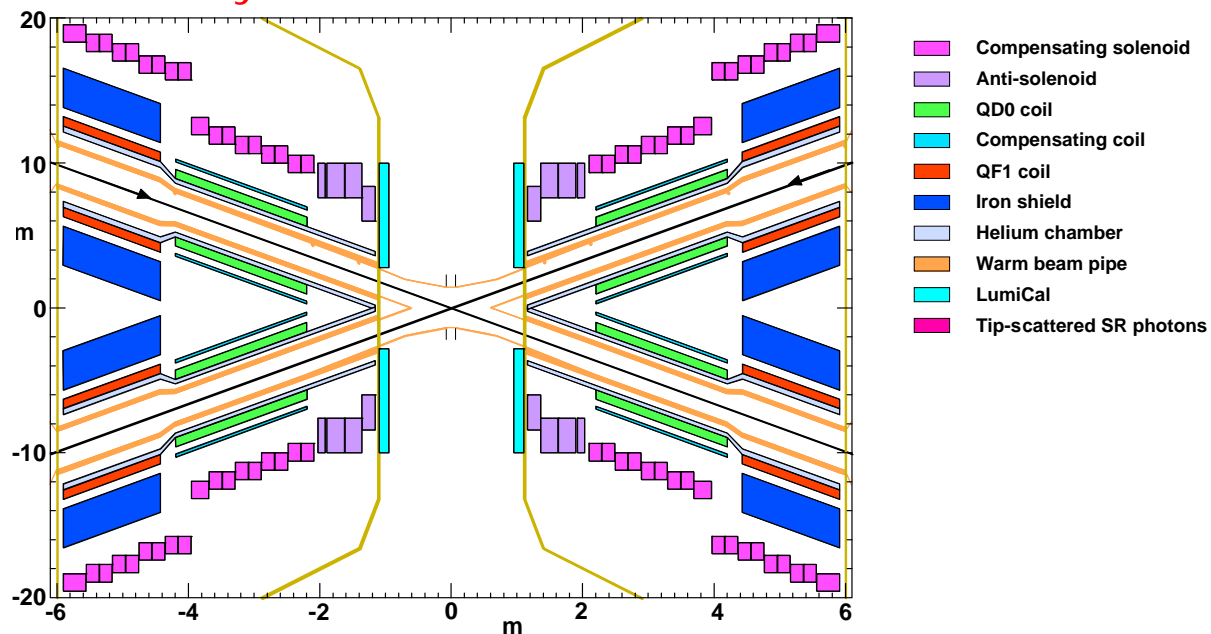 g
20
10
m
0
-10
-20
-6
-4
-2
0
2
4
6
m
Compensating solenoid
Anti-solenoid
QD0 coil
Compensating coil
QF1 coil
Iron shield
Helium chamber
Warm beam pipe
LumiCal
Tip-scattered SR photons